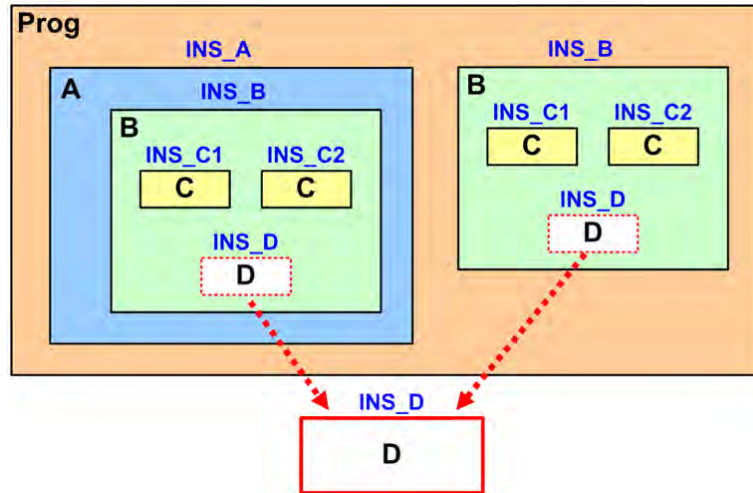 Prog
INS_A
INS_B
A
INS_B
B
B
INS_C1
INS_C2
C
C
INS_C1
INS_C2
C
C
INS_D
D
INS_D
D
INS_D
D